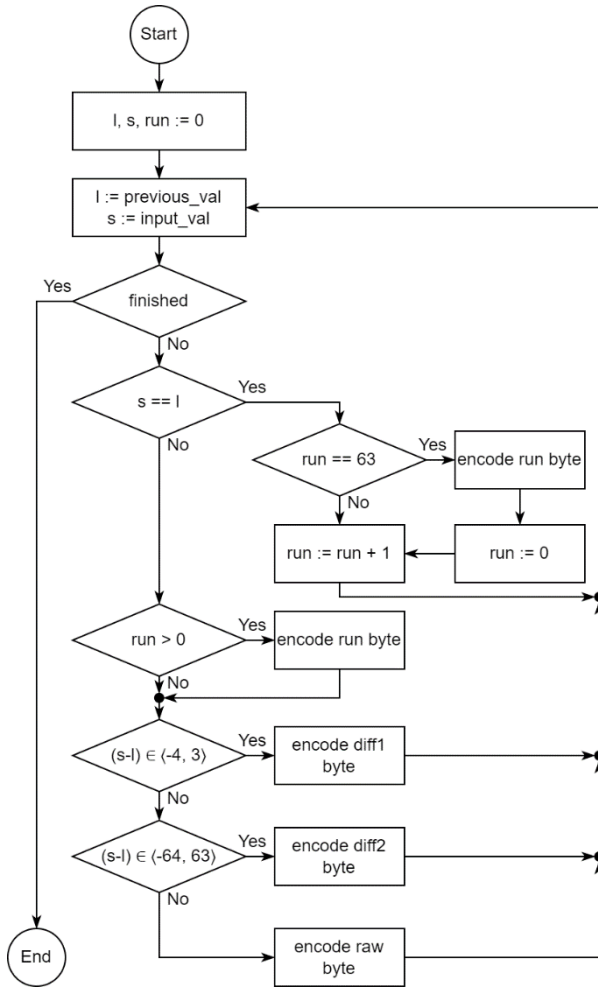 Start
l, s, run := 0
l := previous_val
s := input_val
Yes
finished
No
s == l
Yes
No
run == 63
Yes
encode run byte
No
run := run + 1
run := 0
run > 0
Yes
encode run byte
No
(s-l) ∈ ⟨-4, 3⟩
Yes
encode diff1
byte
No
(s-l) ∈ ⟨-64, 63⟩
Yes
encode diff2
byte
No
encode raw
byte
End